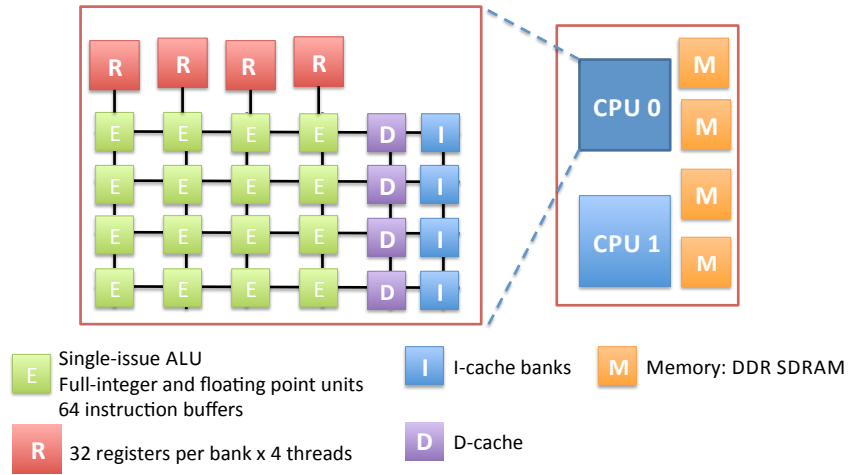 R R R R
E E E E D I
E E E E D I
E E E E D I
E E E E D I
CPU 0
CPU 1
M
M
M
M
E
Single-issue ALU
Full-integer and floating point units
64 instruction buffers
R
32 registers per bank x 4 threads
I
I-cache banks
D
D-cache
M
Memory: DDR SDRAM